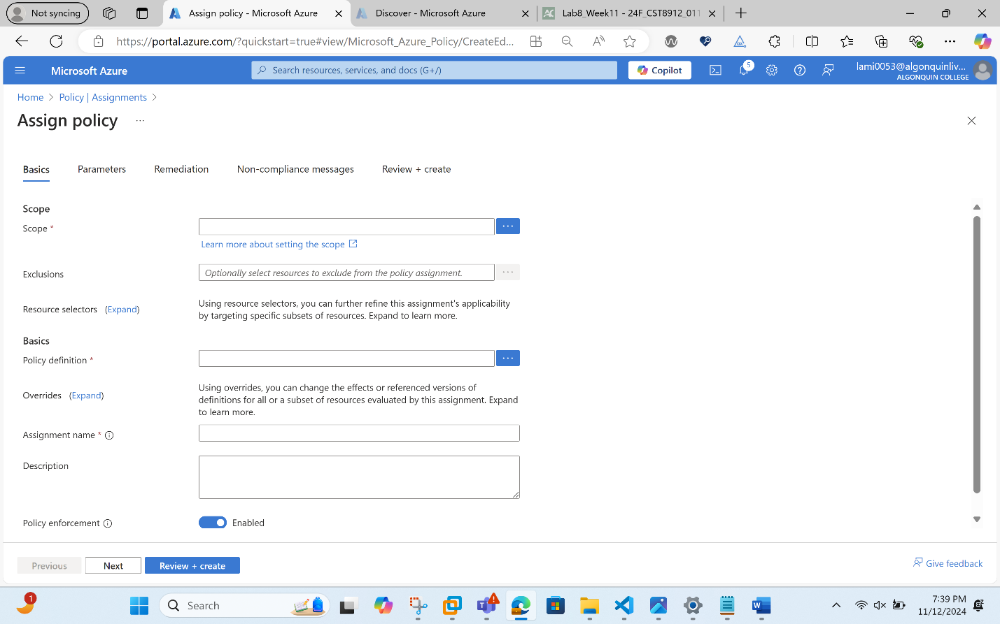 Not syncing
Assign policy - Microsoft Azure
Discover - Microsoft Azure
Lab8_Week11 - 24F_CST8912_011
https://portal.azure.com/?quickstart=true#view/Microsoft_Azure_Policy/CreateEd...
Microsoft Azure
Search resources, services, and docs (G+/)
Copilot
5
lami0053@algonquinliv...
ALGONQUIN COLLEGE
Home > Policy | Assignments >
Assign policy ...
Basics
Parameters
Remediation
Non-compliance messages
Review + create
Scope
Scope *
Learn more about setting the scope
Exclusions
Optionally select resources to exclude from the policy assignment.
Resource selectors (Expand)
Using resource selectors, you can further refine this assignment's applicability
by targeting specific subsets of resources. Expand to learn more.
Basics
Policy definition *
Overrides (Expand)
Using overrides, you can change the effects or referenced versions of
definitions for all or a subset of resources evaluated by this assignment. Expand
to learn more.
Assignment name *
Description
Policy enforcement
Enabled
Previous
Next
Review + create
Give feedback
1
Search
7:39 PM
11/12/2024